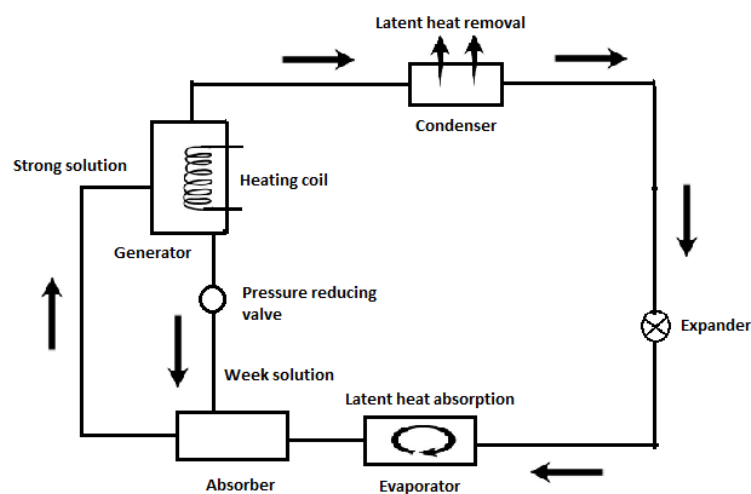 Latent heat removal
Condenser
Strong solution
Heating coil
Generator
Pressure reducing
valve
Expander
Week solution
Latent heat absorption
Absorber
Evaporator